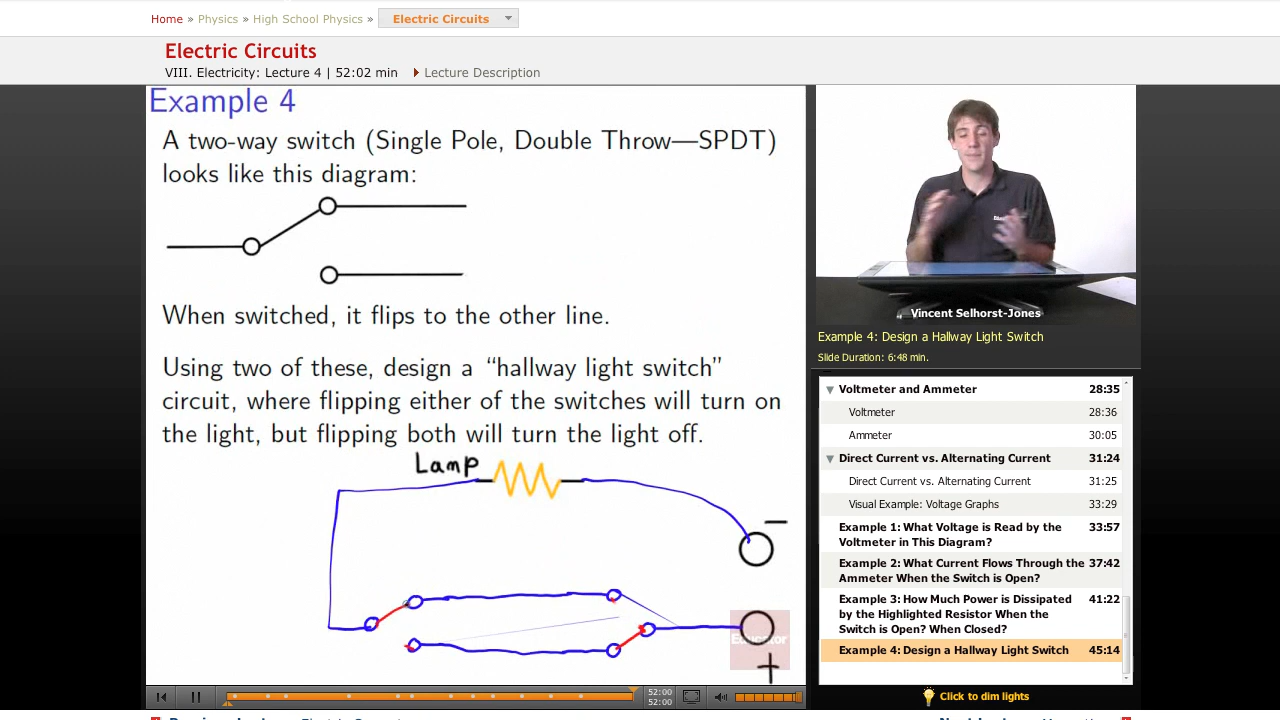 Home » Physics » High School Physics » Electric Circuits
Electric Circuits
VIII. Electricity: Lecture 4 | 52:02 min Lecture Description
Example 4
A two-way switch (Single Pole, Double Throw—SPDT)
looks like this diagram:
When switched, it flips to the other line.
Using two of these, design a “hallway light switch”
circuit, where flipping either of the switches will turn on
the light, but flipping both will turn the light off.
Lamp
−
+
Vincent Selhorst-Jones
Example 4: Design a Hallway Light Switch
Slide Duration: 6:48 min.
Voltmeter and Ammeter 28:35
Voltmeter 28:36
Ammeter 30:05
Direct Current vs. Alternating Current 31:24
Direct Current vs. Alternating Current 31:25
Visual Example: Voltage Graphs 33:29
Example 1: What Voltage is Read by the 33:57
Voltmeter in This Diagram?
Example 2: What Current Flows Through the 37:42
Ammeter When the Switch is Open?
Example 3: How Much Power is Dissipated 41:22
by the Highlighted Resistor When the
Switch is Open? When Closed?
Example 4: Design a Hallway Light Switch 45:14
52:00
52:00
Click to dim lights